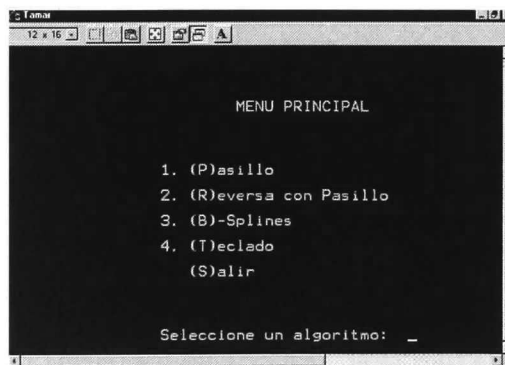 Tamar
12 x 16
A
MENU PRINCIPAL
1. (P)asillo
2. (R)eversa con Pasillo
3. (B)-Splines
4. (T)eclado
(S)alir
Seleccione un algoritmo: _